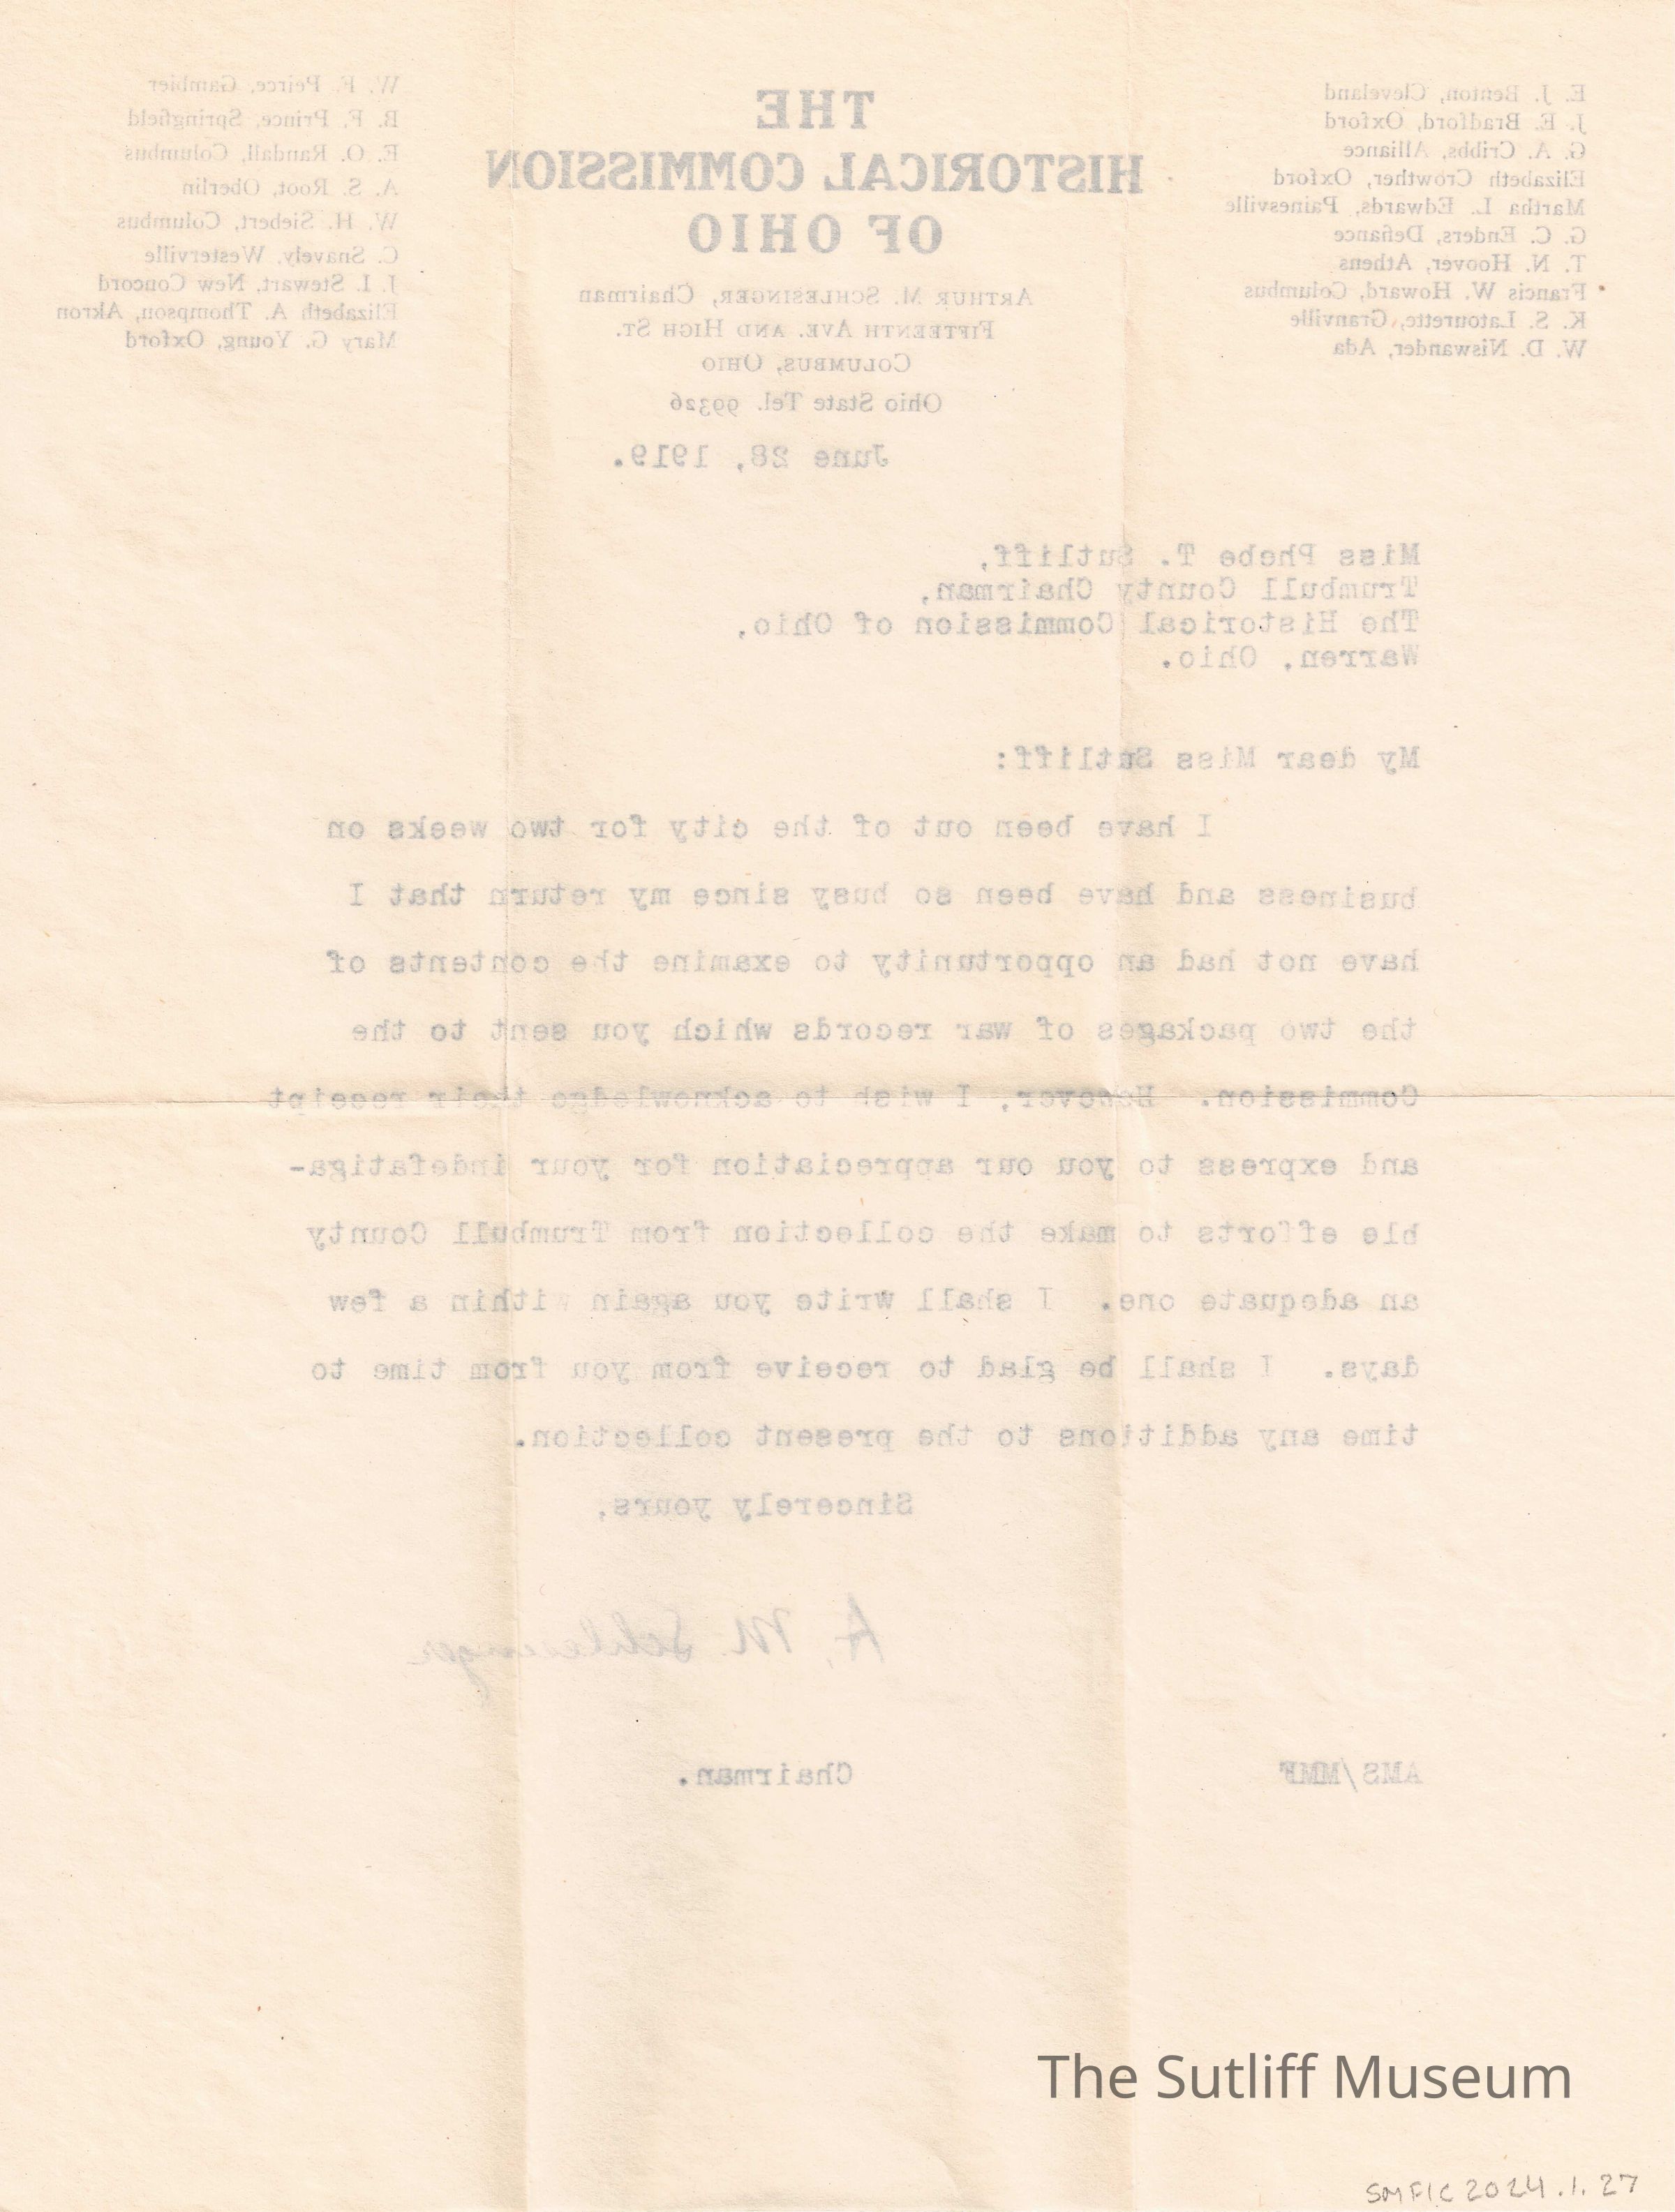 THE
HISTORICAL COMMISSION
OF OHIO
ARTHUR M. SCHLESINGER, Chairman
FIFTEENTH AVE. AND HIGH ST.
COLUMBUS, OHIO
Ohio State Tel. 99326
E. J. Benton, Cleveland
J. E. Bradford, Oxford
G. A. Cribbs, Alliance
Elizabeth Crowther, Oxford
Martha L. Edwards, Painesville
G. C. Enders, Defiance
T. N. Hoover, Athens
Francis W. Howard, Columbus
K. S. Latourette, Granville
W. D. Niswander, Ada
W. F. Peirce, Gambier
B. F. Prince, Springfield
E. O. Randall, Columbus
A. S. Root, Oberlin
W. H. Siebert, Columbus
C. Snavely, Westerville
J. I. Stewart, New Concord
Elizabeth A. Thompson, Akron
Mary G. Young, Oxford
June 28, 1919.
Miss Phebe T. Sutliff,
Trumbull County Chairman,
The Historical Commission of Ohio,
Warren, Ohio.
My dear Miss Sutliff:
I have been out of the city for two weeks on
business and have been so busy since my return that I
have not had an opportunity to examine the contents of
the two packages of war records which you sent to the
Commission. However, I wish to acknowledge their receipt
and express to you our appreciation for your indefatiga-
ble efforts to make the collection from Trumbull County
an adequate one. I shall write you again within a few
days. I shall be glad to receive from you from time to
time any additions to the present collection.
Sincerely yours,
A. M. Schlesinger
AMS/MMF Chairman.
The Sutliff Museum
SMFIC 2024.1.27